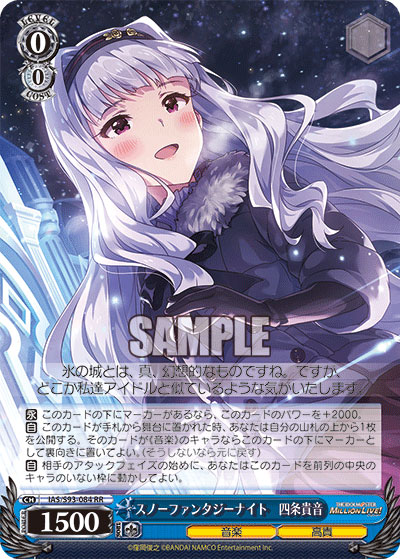 LEVEL
0
0
COST
SAMPLE
氷の城とは、真、幻想的なものですね。ですが、
どこか私達アイドルと似ているような気がいたします。
永 このカードの下にマーカーがあるなら、このカードのパワーを+2000。
自 このカードが手札から舞台に置かれた時、あなたは自分の山札の上から1枚
を公開する。そのカードが《音楽》のキャラならこのカードの下にマーカーとし
て裏向きに置いてよい。(そうしないなら元に戻す)
自 相手のアタックフェイズの始めに、あなたはこのカードを前列の中央の
キャラのいない枠に動かしてよい。
CH
IAS/S93-084 RR
1500
スノーファンタジーナイト 四条貴音
THE IDOLM@STER
MILLION LIVE!
音楽
高貴
©窪岡俊之 ©BANDAI NAMCO Entertainment Inc.